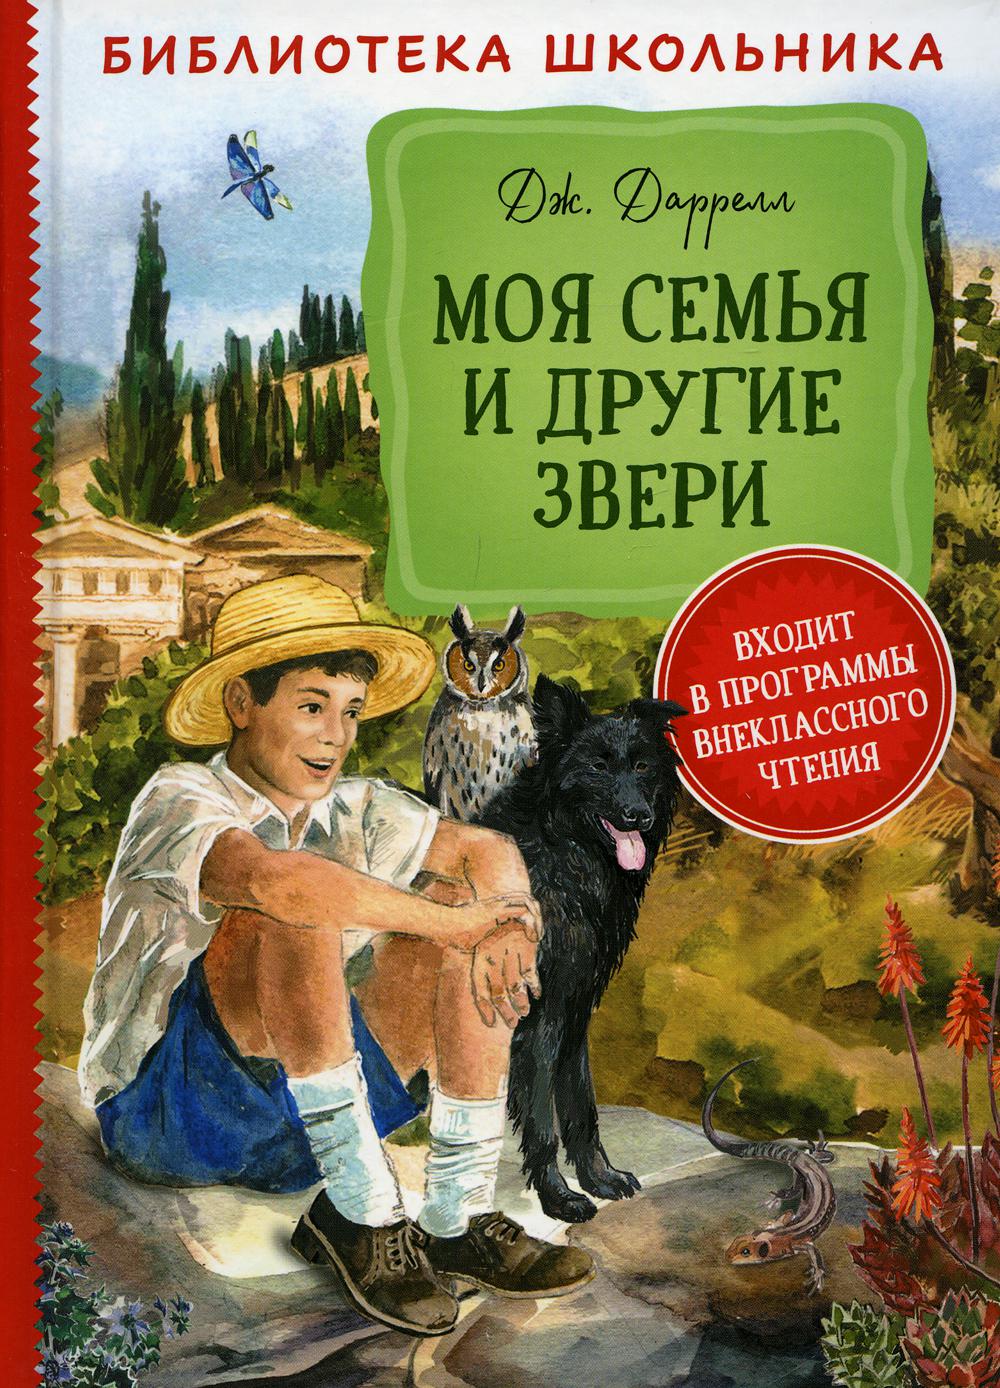 БИБЛИОТЕКА ШКОЛЬНИКА
Дж. Даррелл
МОЯ СЕМЬЯ
И ДРУГИЕ
ЗВЕРИ
ВХОДИТ
В ПРОГРАММЫ
ВНЕКЛАССНОГО
ЧТЕНИЯ